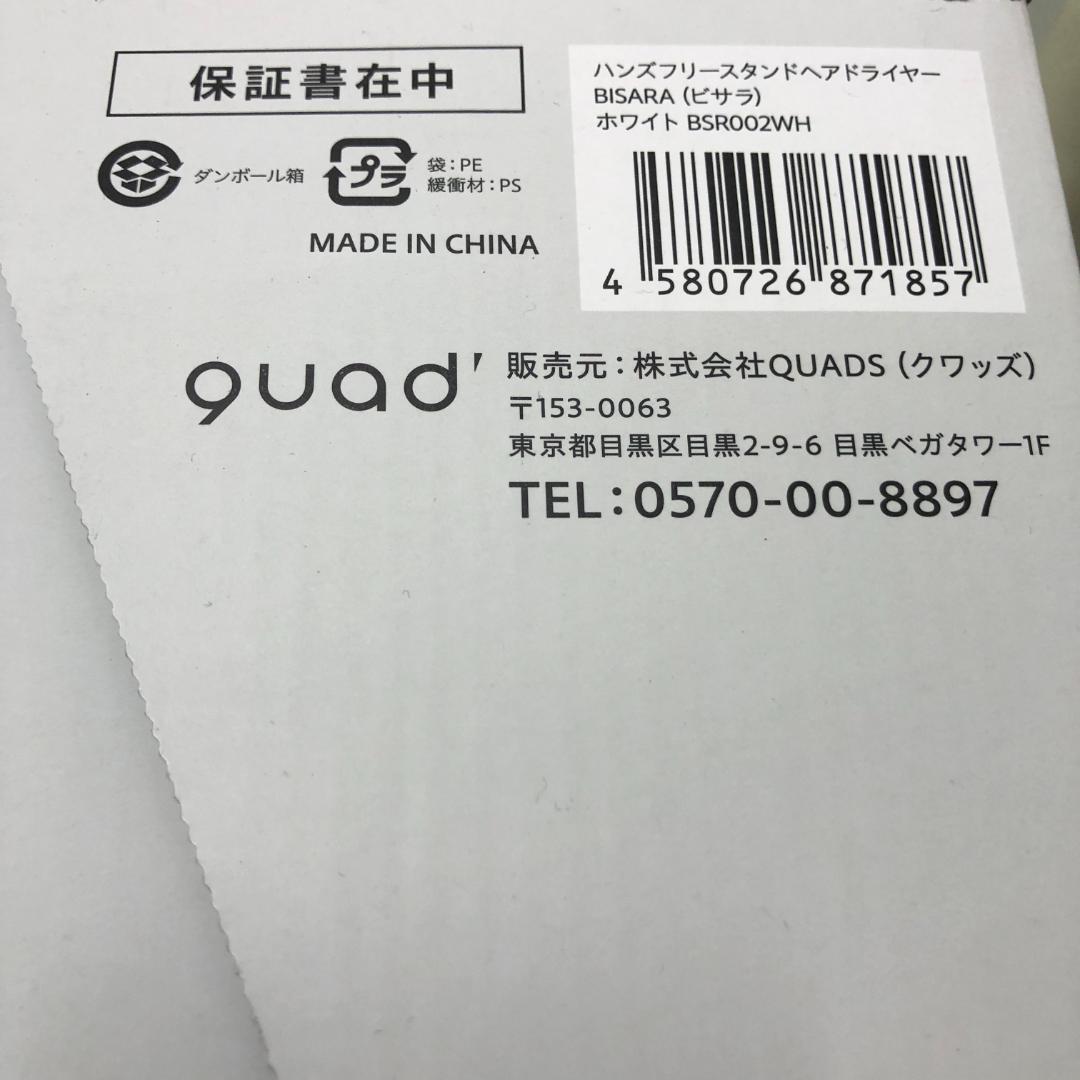 保証書在中
ダンボール箱
プラ
袋：PE
緩衝材：PS
MADE IN CHINA
ハンズフリースタンドヘアドライヤー
BISARA（ビサラ）
ホワイト BSR002WH
4 580726 871857
quad'
販売元：株式会社QUADS（クワッズ）
〒153-0063
東京都目黒区目黒2-9-6 目黒ベガタワー1F
TEL：0570-00-8897